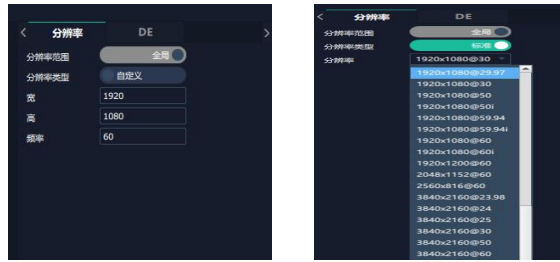 分辨率 DE
分辨率范围 全局
分辨率类型 自定义
宽 1920
高 1080
频率 60
分辨率 DE
分辨率范围 全局
分辨率类型 标准
分辨率 1920x1080@30
1920x1080@29.97
1920x1080@30
1920x1080@50
1920x1080@50i
1920x1080@59.94
1920x1080@59.94i
1920x1080@60
1920x1080@60i
1920x1200@60
2048x1152@60
2560x816@60
3840x2160@23.98
3840x2160@24
3840x2160@25
3840x2160@30
3840x2160@50
3840x2160@60